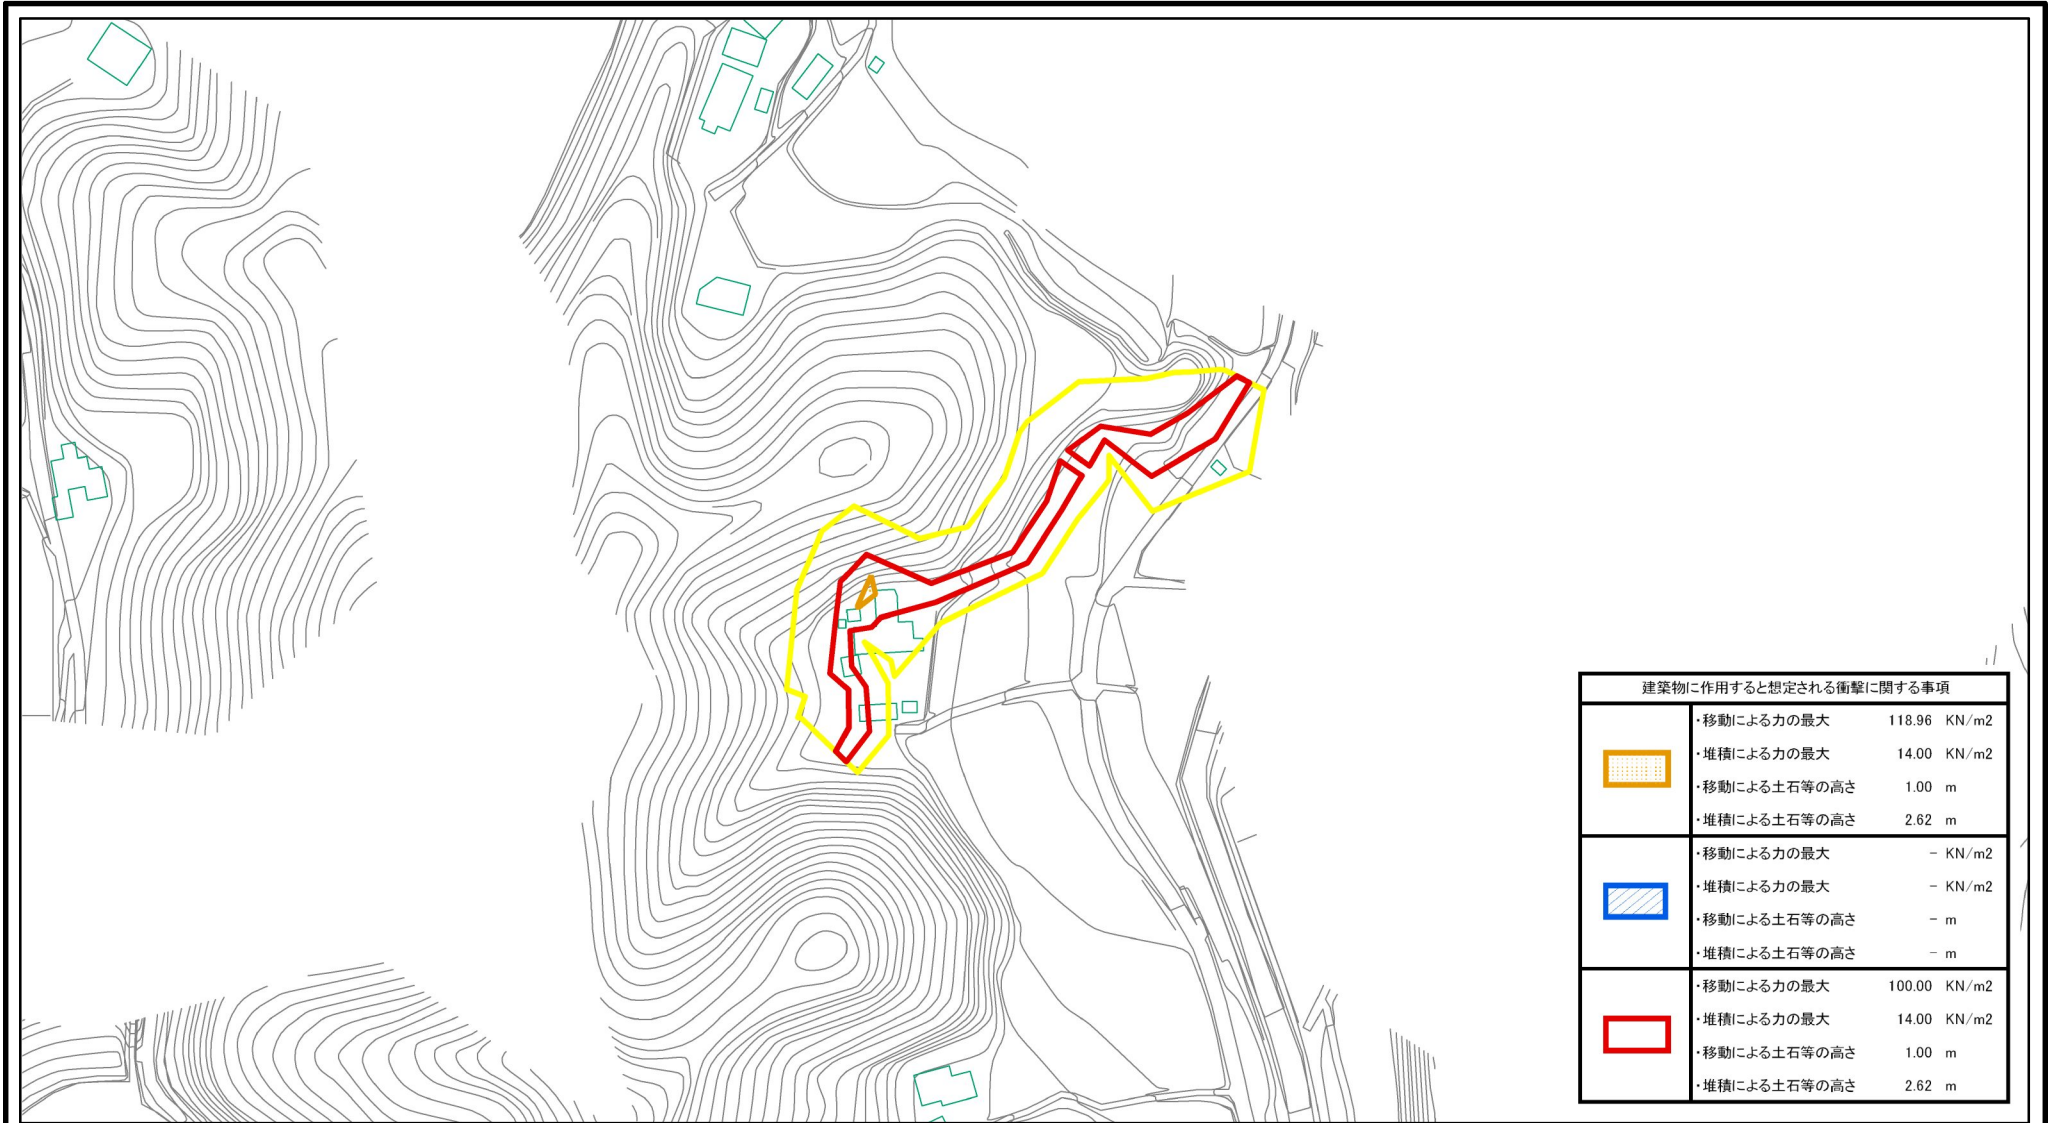 建築物に作用すると想定される衝撃に関する事項
・移動による力の最大 118.96 KN/m2
・堆積による力の最大 14.00 KN/m2
・移動による土石等の高さ 1.00 m
・堆積による土石等の高さ 2.62 m
・移動による力の最大 － KN/m2
・堆積による力の最大 － KN/m2
・移動による土石等の高さ － m
・堆積による土石等の高さ － m
・移動による力の最大 100.00 KN/m2
・堆積による力の最大 14.00 KN/m2
・移動による土石等の高さ 1.00 m
・堆積による土石等の高さ 2.62 m